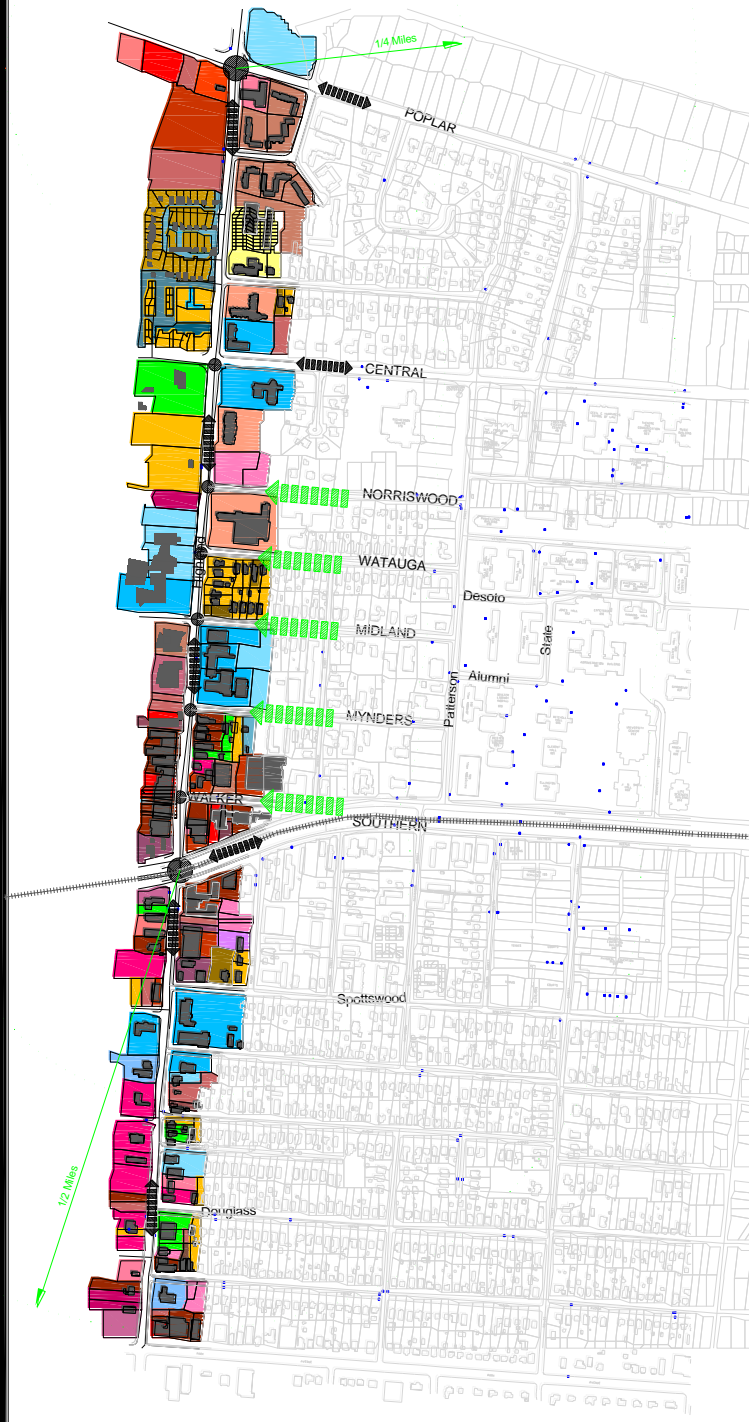 1/4 Miles
POPLAR
CENTRAL
NORRISWOOD
WATAUGA
Desoto
MIDLAND
State
Alumni
Patterson
MYNDERS
WALKER
SOUTHERN
Spottswood
1/2 Miles
Douglass